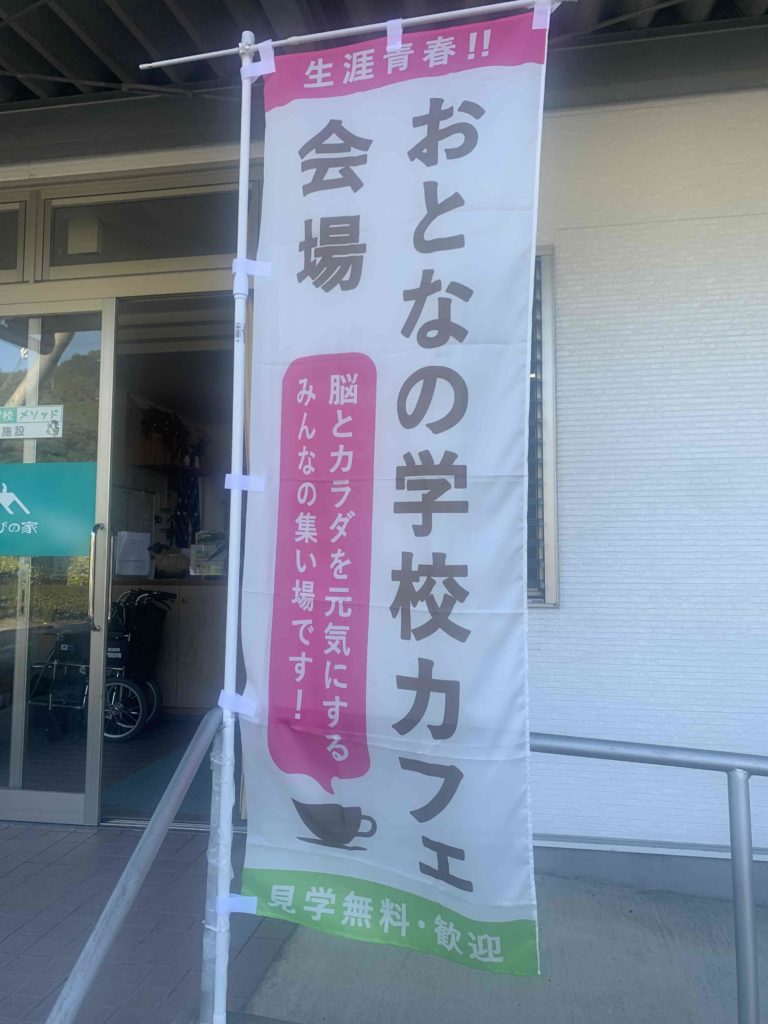 生涯青春!!
おとなの学校カフェ
会場
脳とカラダを元気にする
みんなの集い場です!
見学無料・歓迎
校メソッド
施設
びの家